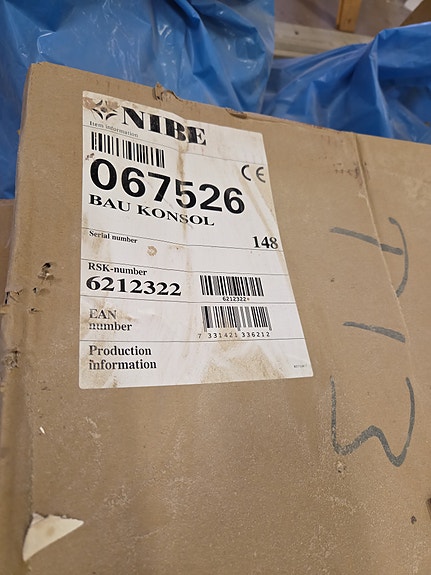 NIBE
Item information
067526
BAU KONSOL
Serial number
148
RSK-number
6212322
6212322
EAN
number
7 331421 336212
Production
information